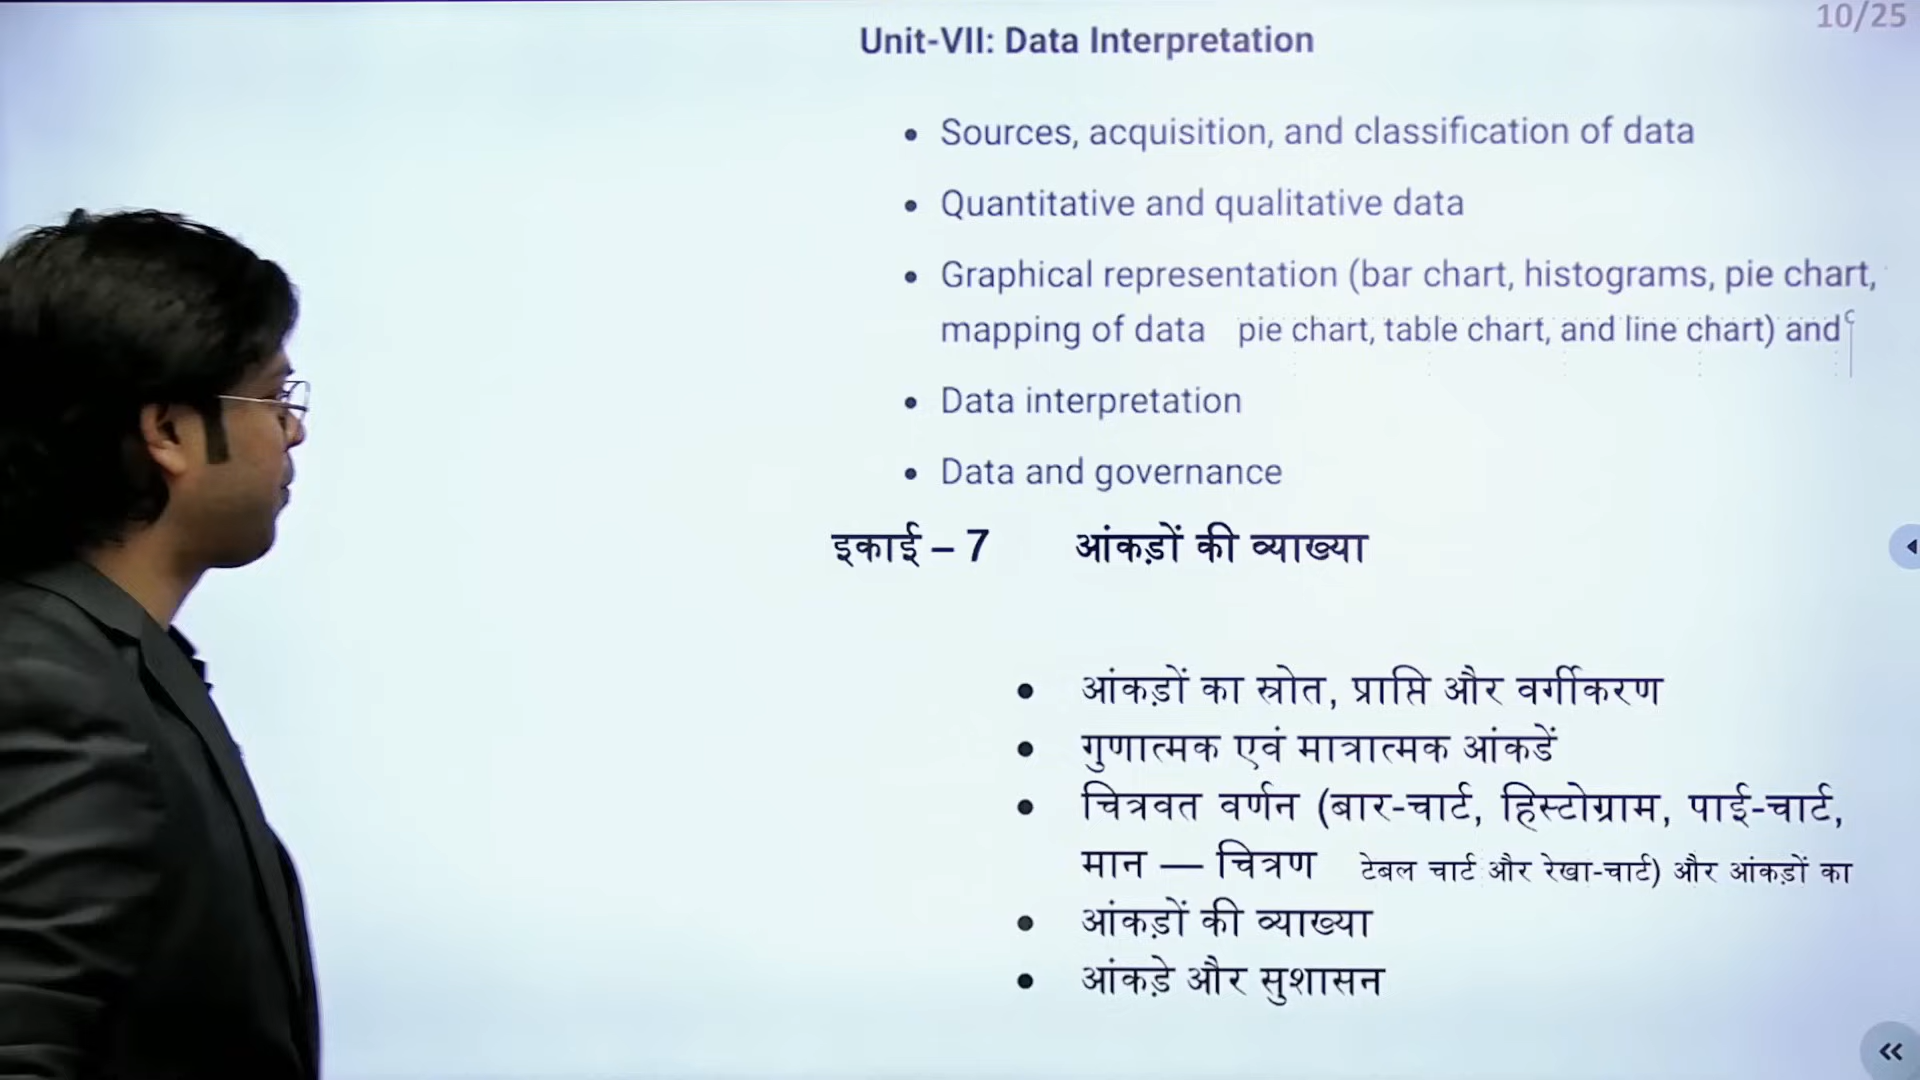 10/25
Unit-VII: Data Interpretation
• Sources, acquisition, and classification of data
• Quantitative and qualitative data
• Graphical representation (bar chart, histograms, pie chart,
mapping of data pie chart, table chart, and line chart) and
• Data interpretation
• Data and governance
इकाई – 7 आंकड़ों की व्याख्या
• आंकड़ों का स्रोत, प्राप्ति और वर्गीकरण
• गुणात्मक एवं मात्रात्मक आंकडें
• चित्रवत वर्णन (बार-चार्ट, हिस्टोग्राम, पाई-चार्ट,
मान — चित्रण टेबल चार्ट और रेखा-चार्ट) और आंकड़ों का
• आंकड़ों की व्याख्या
• आंकड़े और सुशासन